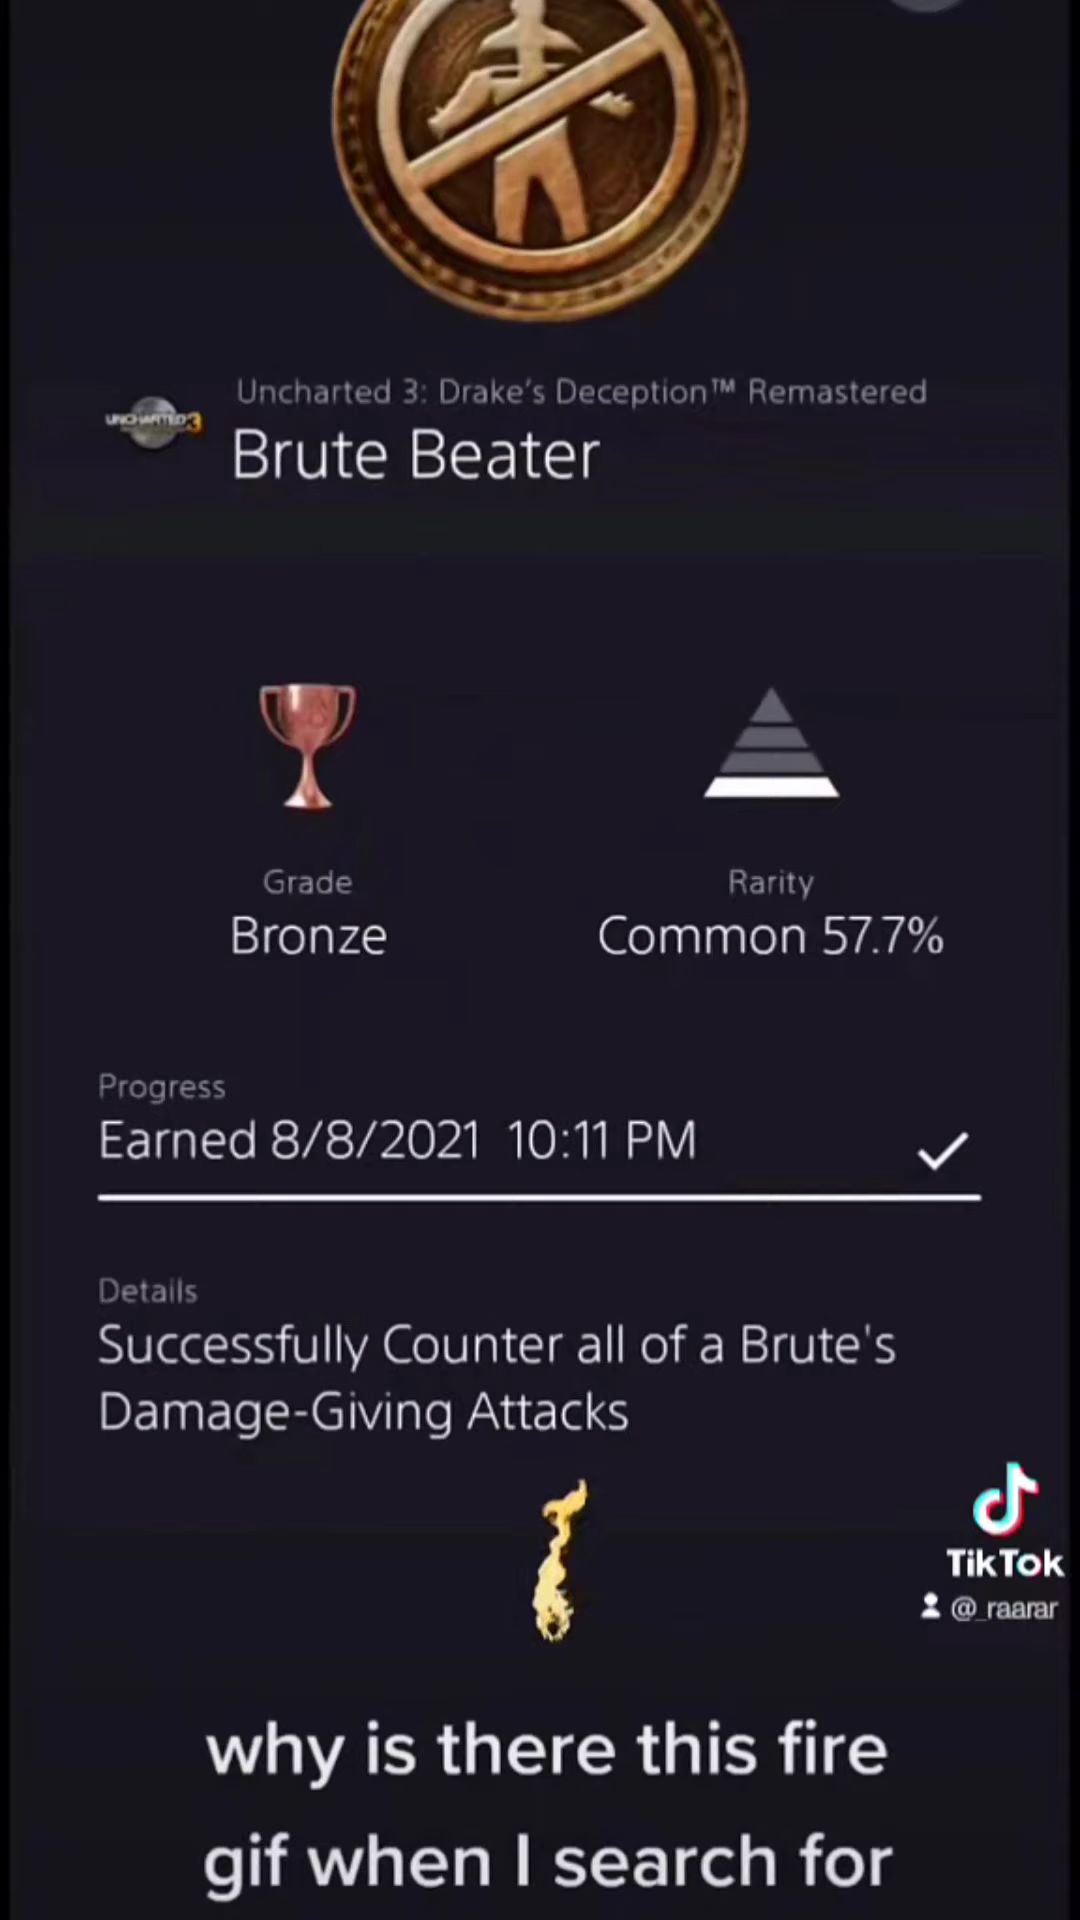 Uncharted 3: Drake's Deception™ Remastered
UNCHARTED 3
Brute Beater
Grade
Bronze
Rarity
Common 57.7%
Progress
Earned 8/8/2021 10:11 PM
Details
Successfully Counter all of a Brute's
Damage-Giving Attacks
TikTok
@_raarar
why is there this fire
gif when I search for